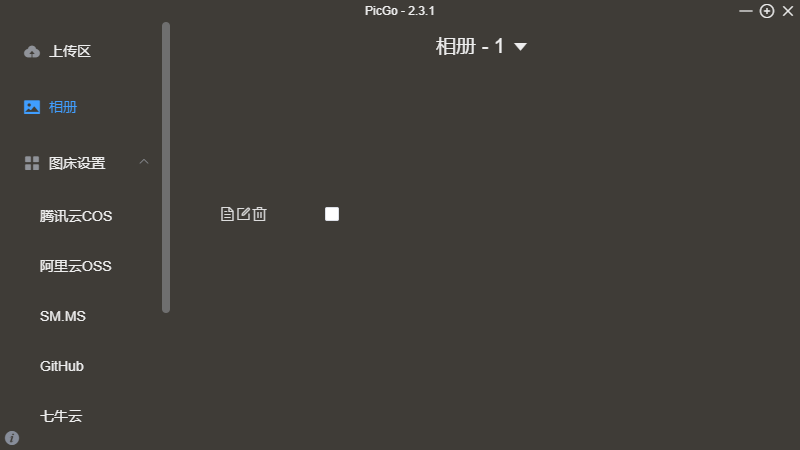 PicGo - 2.3.1
上传区
相册 - 1
相册
图床设置
腾讯云COS
阿里云OSS
SM.MS
GitHub
七牛云